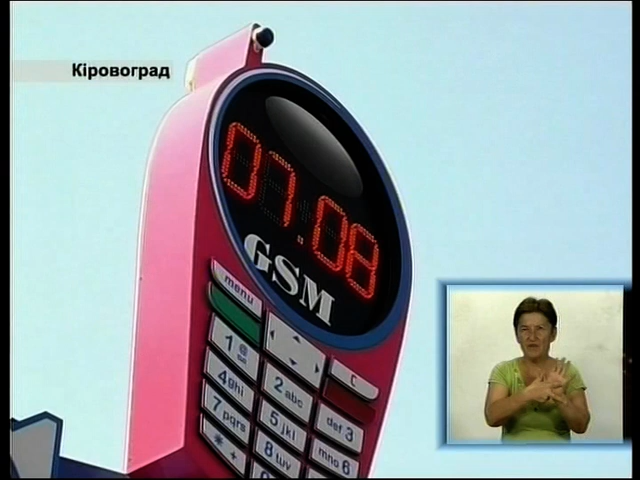 Кіровоград
07.08
GSM
menu
C
1 @
2 abc
def 3
4 ghi
5 jkl
mno 6
7 pqrs
8 tuv
* +
0